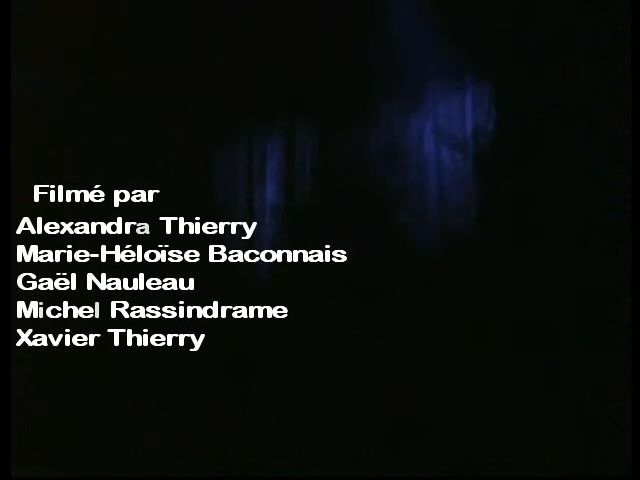 Filmé par
Alexandra Thierry
Marie-Héloïse Baconnais
Gaël Nauleau
Michel Rassindrame
Xavier Thierry